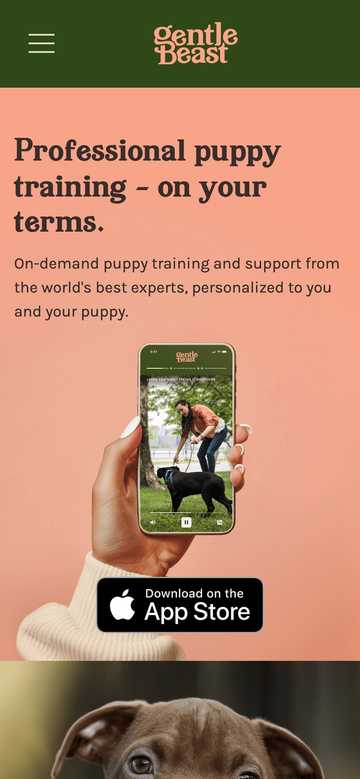 gentle
Beast
Professional puppy
training - on your
terms.
On-demand puppy training and support from
the world's best experts, personalized to you
and your puppy.
gentle
Beast
Download on the
App Store